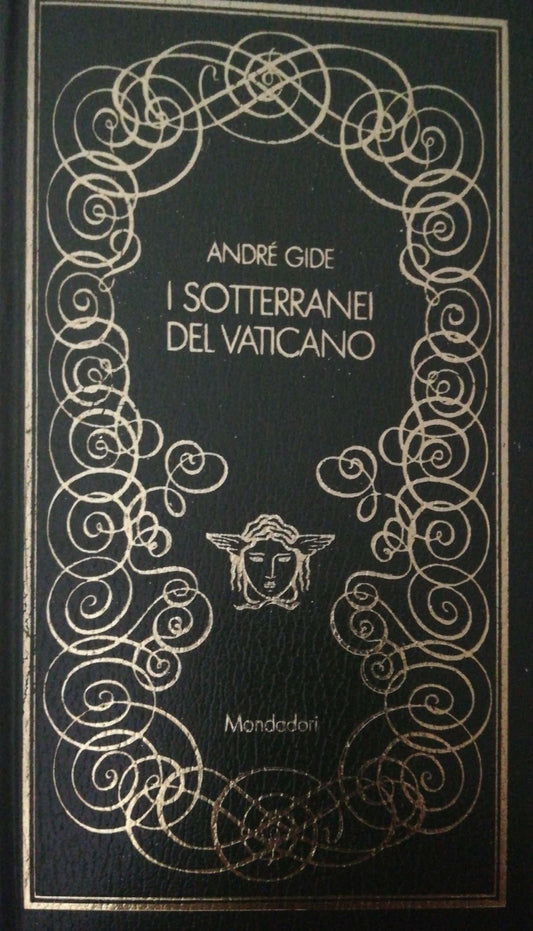 ANDRÉ GIDE
I SOTTERRANEI
DEL VATICANO
Mondadori